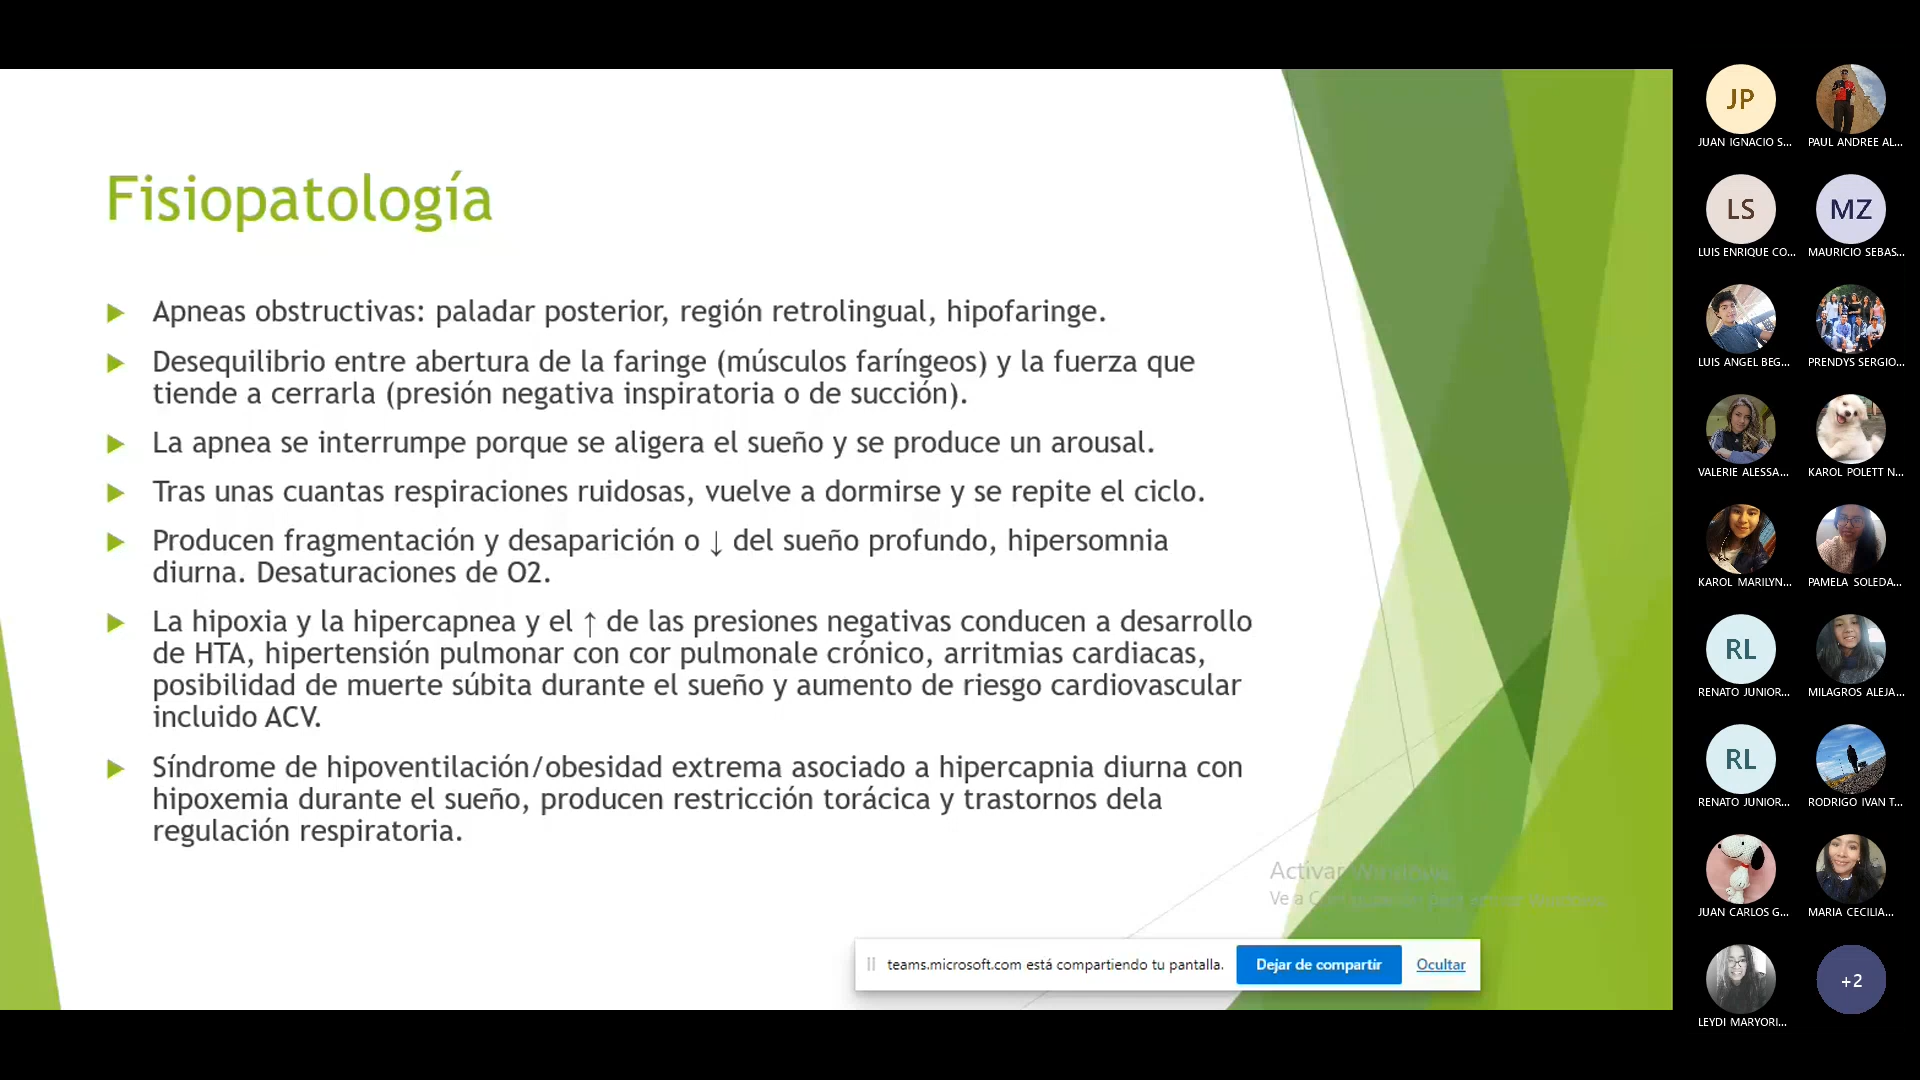 Fisiopatología
Apneas obstructivas: paladar posterior, región retrolingual, hipofaringe.
Desequilibrio entre abertura de la faringe (músculos faríngeos) y la fuerza que
tiende a cerrarla (presión negativa inspiratoria o de succión).
La apnea se interrumpe porque se aligera el sueño y se produce un arousal.
Tras unas cuantas respiraciones ruidosas, vuelve a dormirse y se repite el ciclo.
Producen fragmentación y desaparición o ↓ del sueño profundo, hipersomnia
diurna. Desaturaciones de O2.
La hipoxia y la hipercapnea y el ↑ de las presiones negativas conducen a desarrollo
de HTA, hipertensión pulmonar con cor pulmonale crónico, arritmias cardiacas,
posibilidad de muerte súbita durante el sueño y aumento de riesgo cardiovascular
incluido ACV.
Síndrome de hipoventilación/obesidad extrema asociado a hipercapnia diurna con
hipoxemia durante el sueño, producen restricción torácica y trastornos dela
regulación respiratoria.
Activar Windows
Ve a
teams.microsoft.com está compartiendo tu pantalla.
Dejar de compartir
Ocultar
JP
JUAN IGNACIO S...
PAUL ANDREE AL...
LS
LUIS ENRIQUE CO...
MZ
MAURICIO SEBAS...
LUIS ANGEL BEG...
PRENDYS SERGIO...
VALERIE ALESSA...
KAROL POLETT N...
KAROL MARILYN...
PAMELA SOLEDA...
RL
RENATO JUNIOR...
MILAGROS ALEJA...
RL
RENATO JUNIOR...
RODRIGO IVAN T...
JUAN CARLOS G...
MARIA CECILIA...
LEYDI MARYORI...
+2